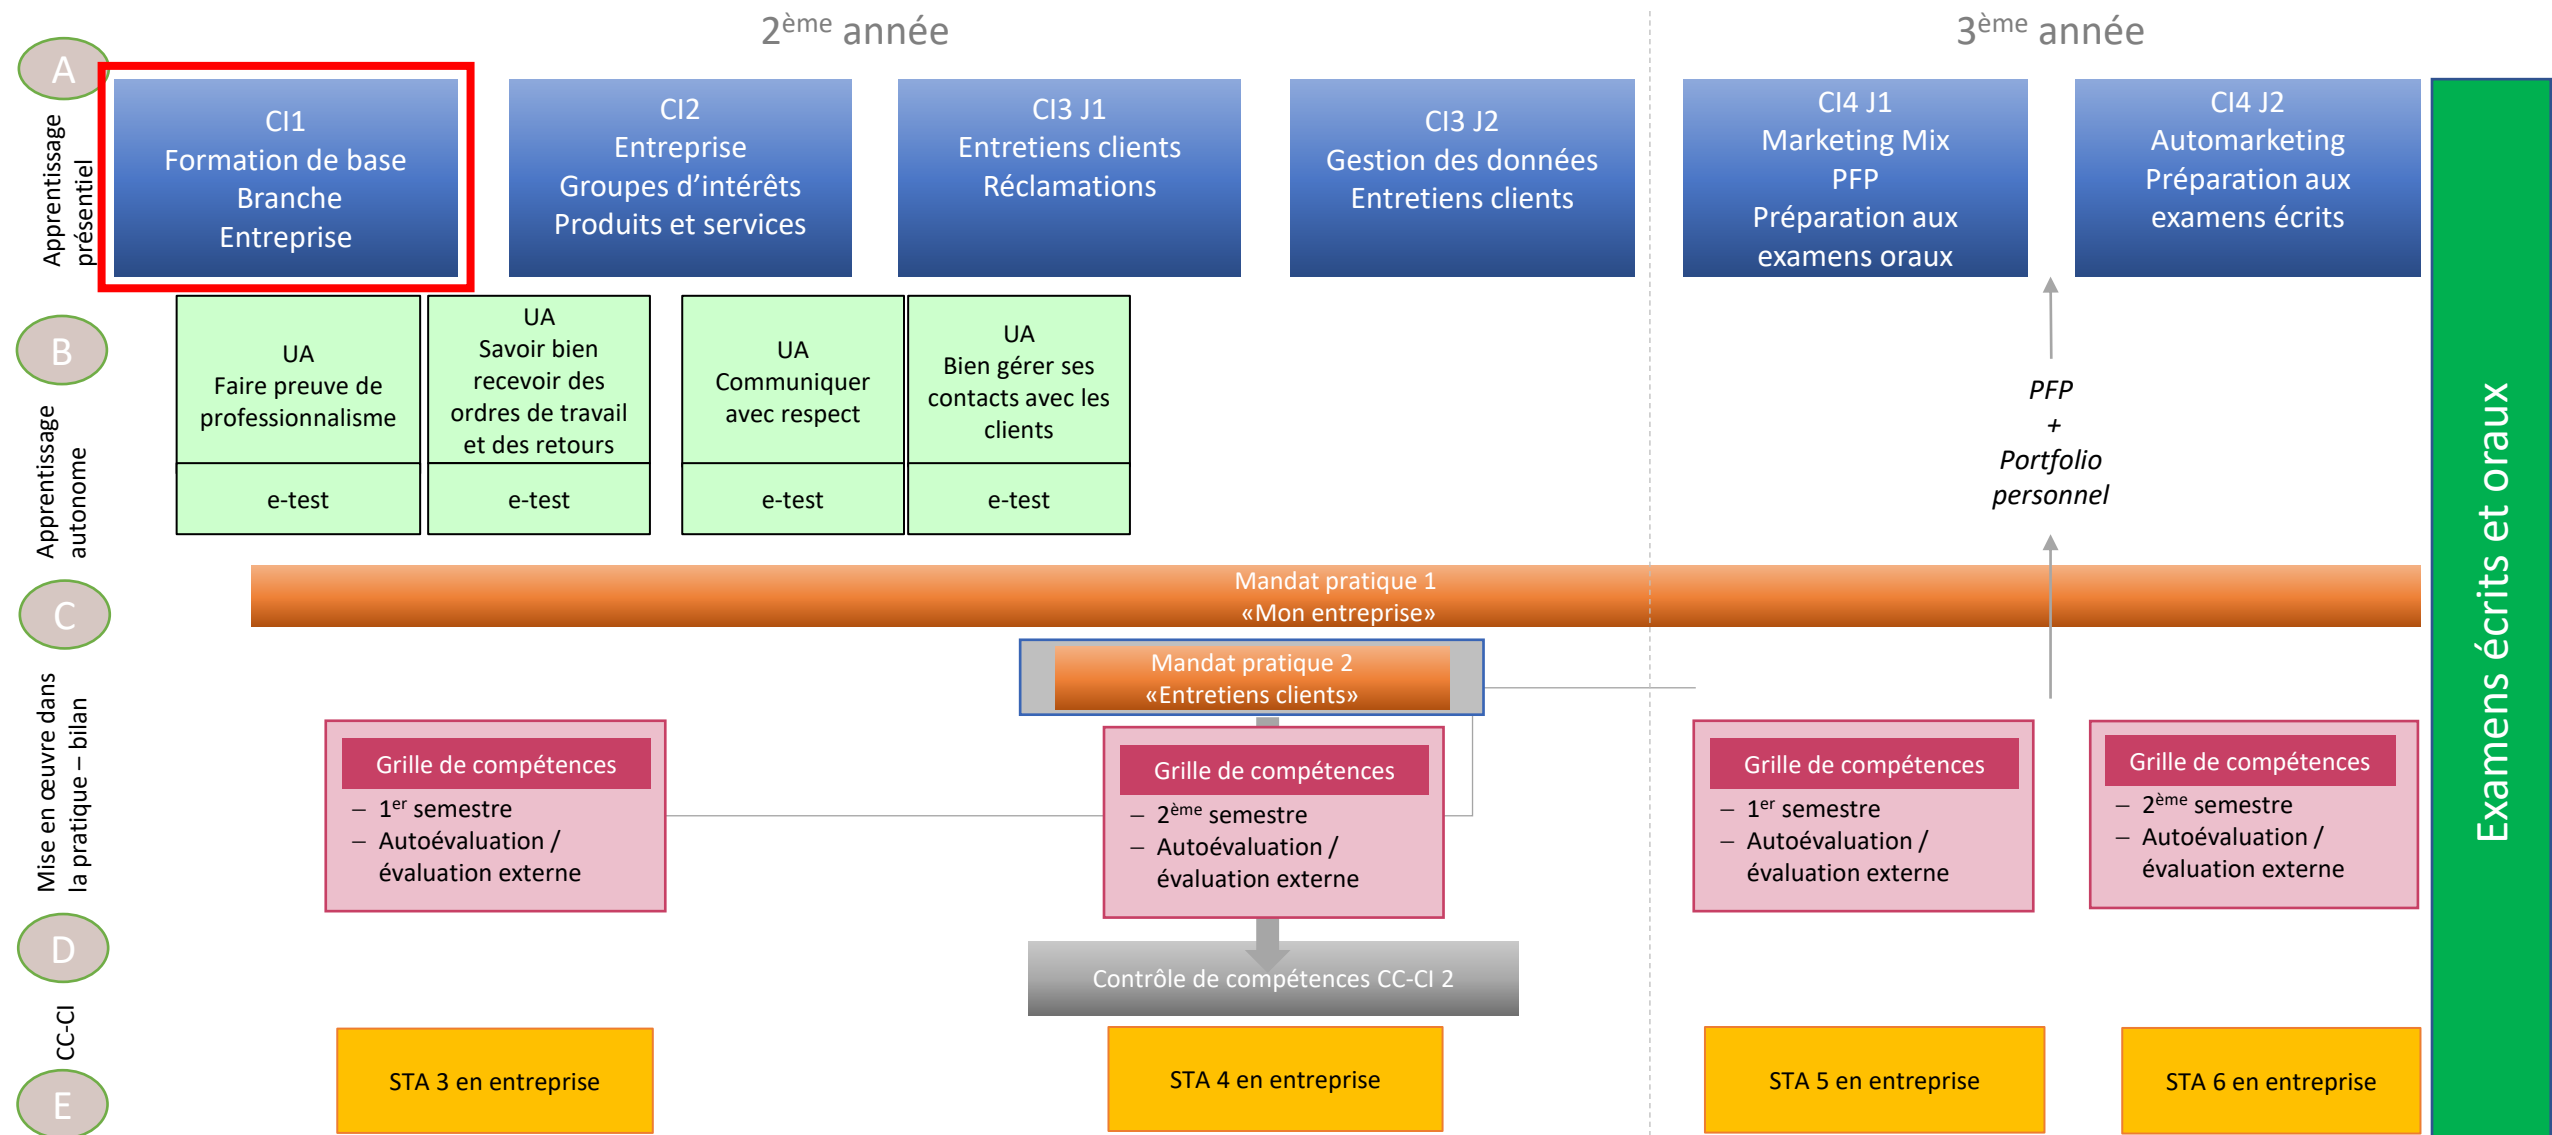 2ème année
3ème année
A
Apprentissage
présentiel
CI1
Formation de base
Branche
Entreprise
CI2
Entreprise
Groupes d’intérêts
Produits et services
CI3 J1
Entretiens clients
Réclamations
CI3 J2
Gestion des données
Entretiens clients
CI4 J1
Marketing Mix
PFP
Préparation aux
examens oraux
CI4 J2
Automarketing
Préparation aux
examens écrits
B
Apprentissage
autonome
UA
Faire preuve de
professionnalisme
e-test
UA
Savoir bien
recevoir des
ordres de travail
et des retours
e-test
UA
Communiquer
avec respect
e-test
UA
Bien gérer ses
contacts avec les
clients
e-test
PFP
+
Portfolio
personnel
C
Mise en œuvre dans
la pratique – bilan
Mandat pratique 1
«Mon entreprise»
Mandat pratique 2
«Entretiens clients»
Grille de compétences
– 1er semestre
– Autoévaluation /
évaluation externe
Grille de compétences
– 2ème semestre
– Autoévaluation /
évaluation externe
Grille de compétences
– 1er semestre
– Autoévaluation /
évaluation externe
Grille de compétences
– 2ème semestre
– Autoévaluation /
évaluation externe
D
CC-CI
Contrôle de compétences CC-CI 2
E
STA 3 en entreprise
STA 4 en entreprise
STA 5 en entreprise
STA 6 en entreprise
Examens écrits et oraux